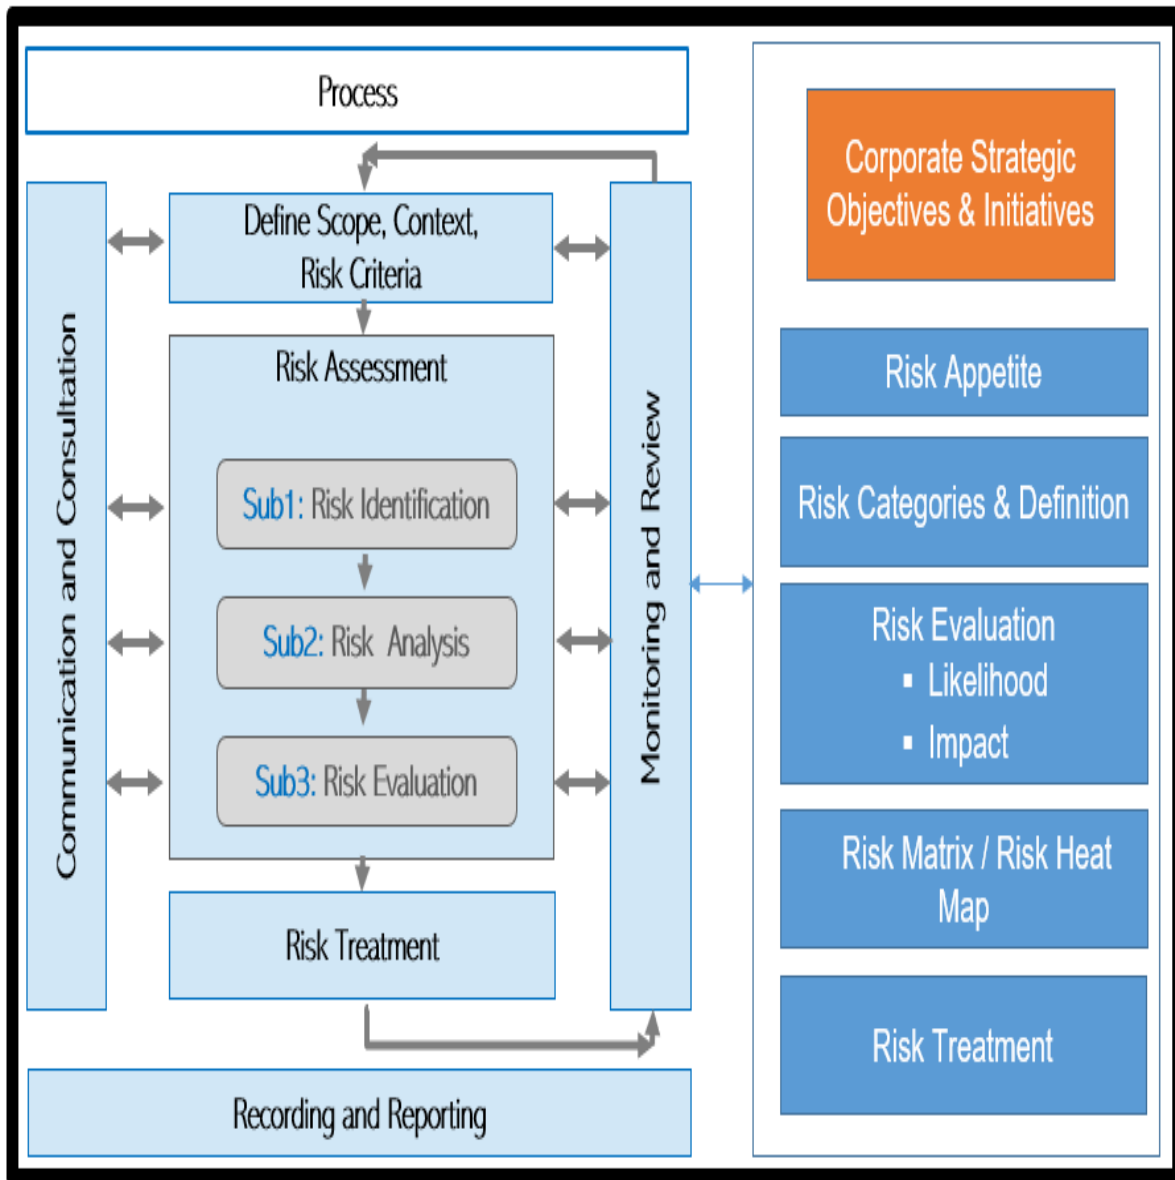 Process
Communication and Consultation
Define Scope, Context,
Risk Criteria
Risk Assessment
Sub1: Risk Identification
Sub2: Risk Analysis
Sub3: Risk Evaluation
Risk Treatment
Monitoring and Review
Recording and Reporting
Corporate Strategic
Objectives & Initiatives
Risk Appetite
Risk Categories & Definition
Risk Evaluation
▪ Likelihood
▪ Impact
Risk Matrix / Risk Heat
Map
Risk Treatment